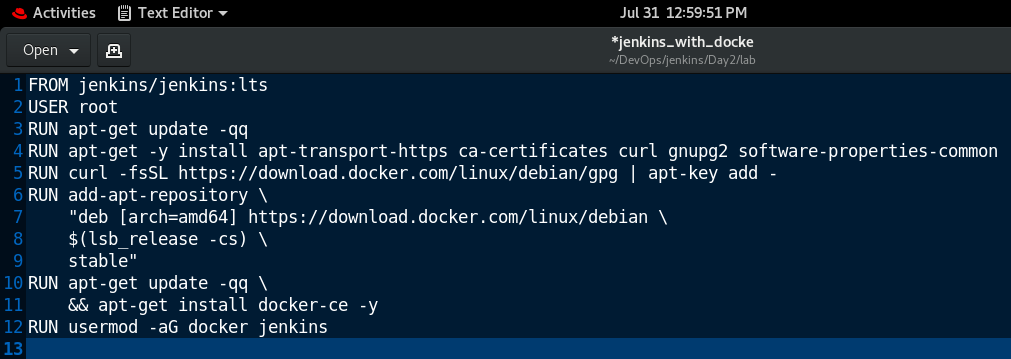 Activities Text Editor Jul 31 12:59:51 PM
Open *jenkins_with_docke
~/DevOps/jenkins/Day2/lab
1 FROM jenkins/jenkins:lts
2 USER root
3 RUN apt-get update -qq
4 RUN apt-get -y install apt-transport-https ca-certificates curl gnupg2 software-properties-common
5 RUN curl -fsSL https://download.docker.com/linux/debian/gpg | apt-key add -
6 RUN add-apt-repository \
7     "deb [arch=amd64] https://download.docker.com/linux/debian \
8     $(lsb_release -cs) \
9     stable"
10 RUN apt-get update -qq \
11     && apt-get install docker-ce -y
12 RUN usermod -aG docker jenkins
13